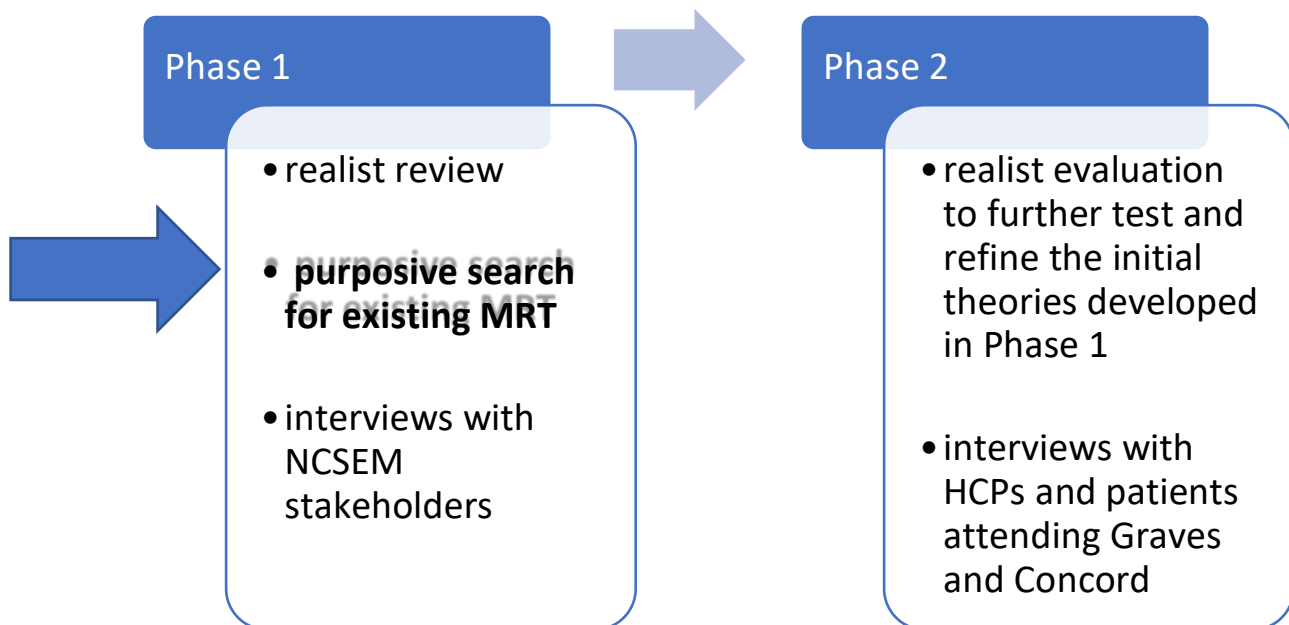 Phase 1
• realist review
• purposive search
for existing MRT
• interviews with
NCSEM
stakeholders
Phase 2
• realist evaluation
to further test and
refine the initial
theories developed
in Phase 1
• interviews with
HCPs and patients
attending Graves
and Concord